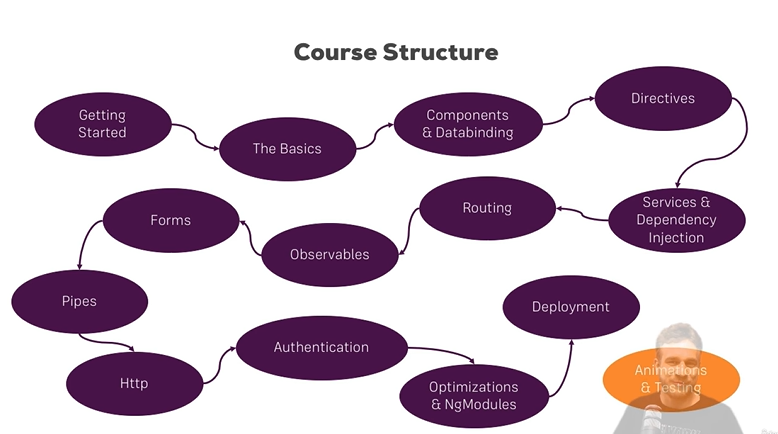 Course Structure
Getting
Started
The Basics
Components
& Databinding
Directives
Services &
Dependency
Injection
Routing
Observables
Forms
Pipes
Http
Authentication
Optimizations
& NgModules
Deployment
Animations
& Testing